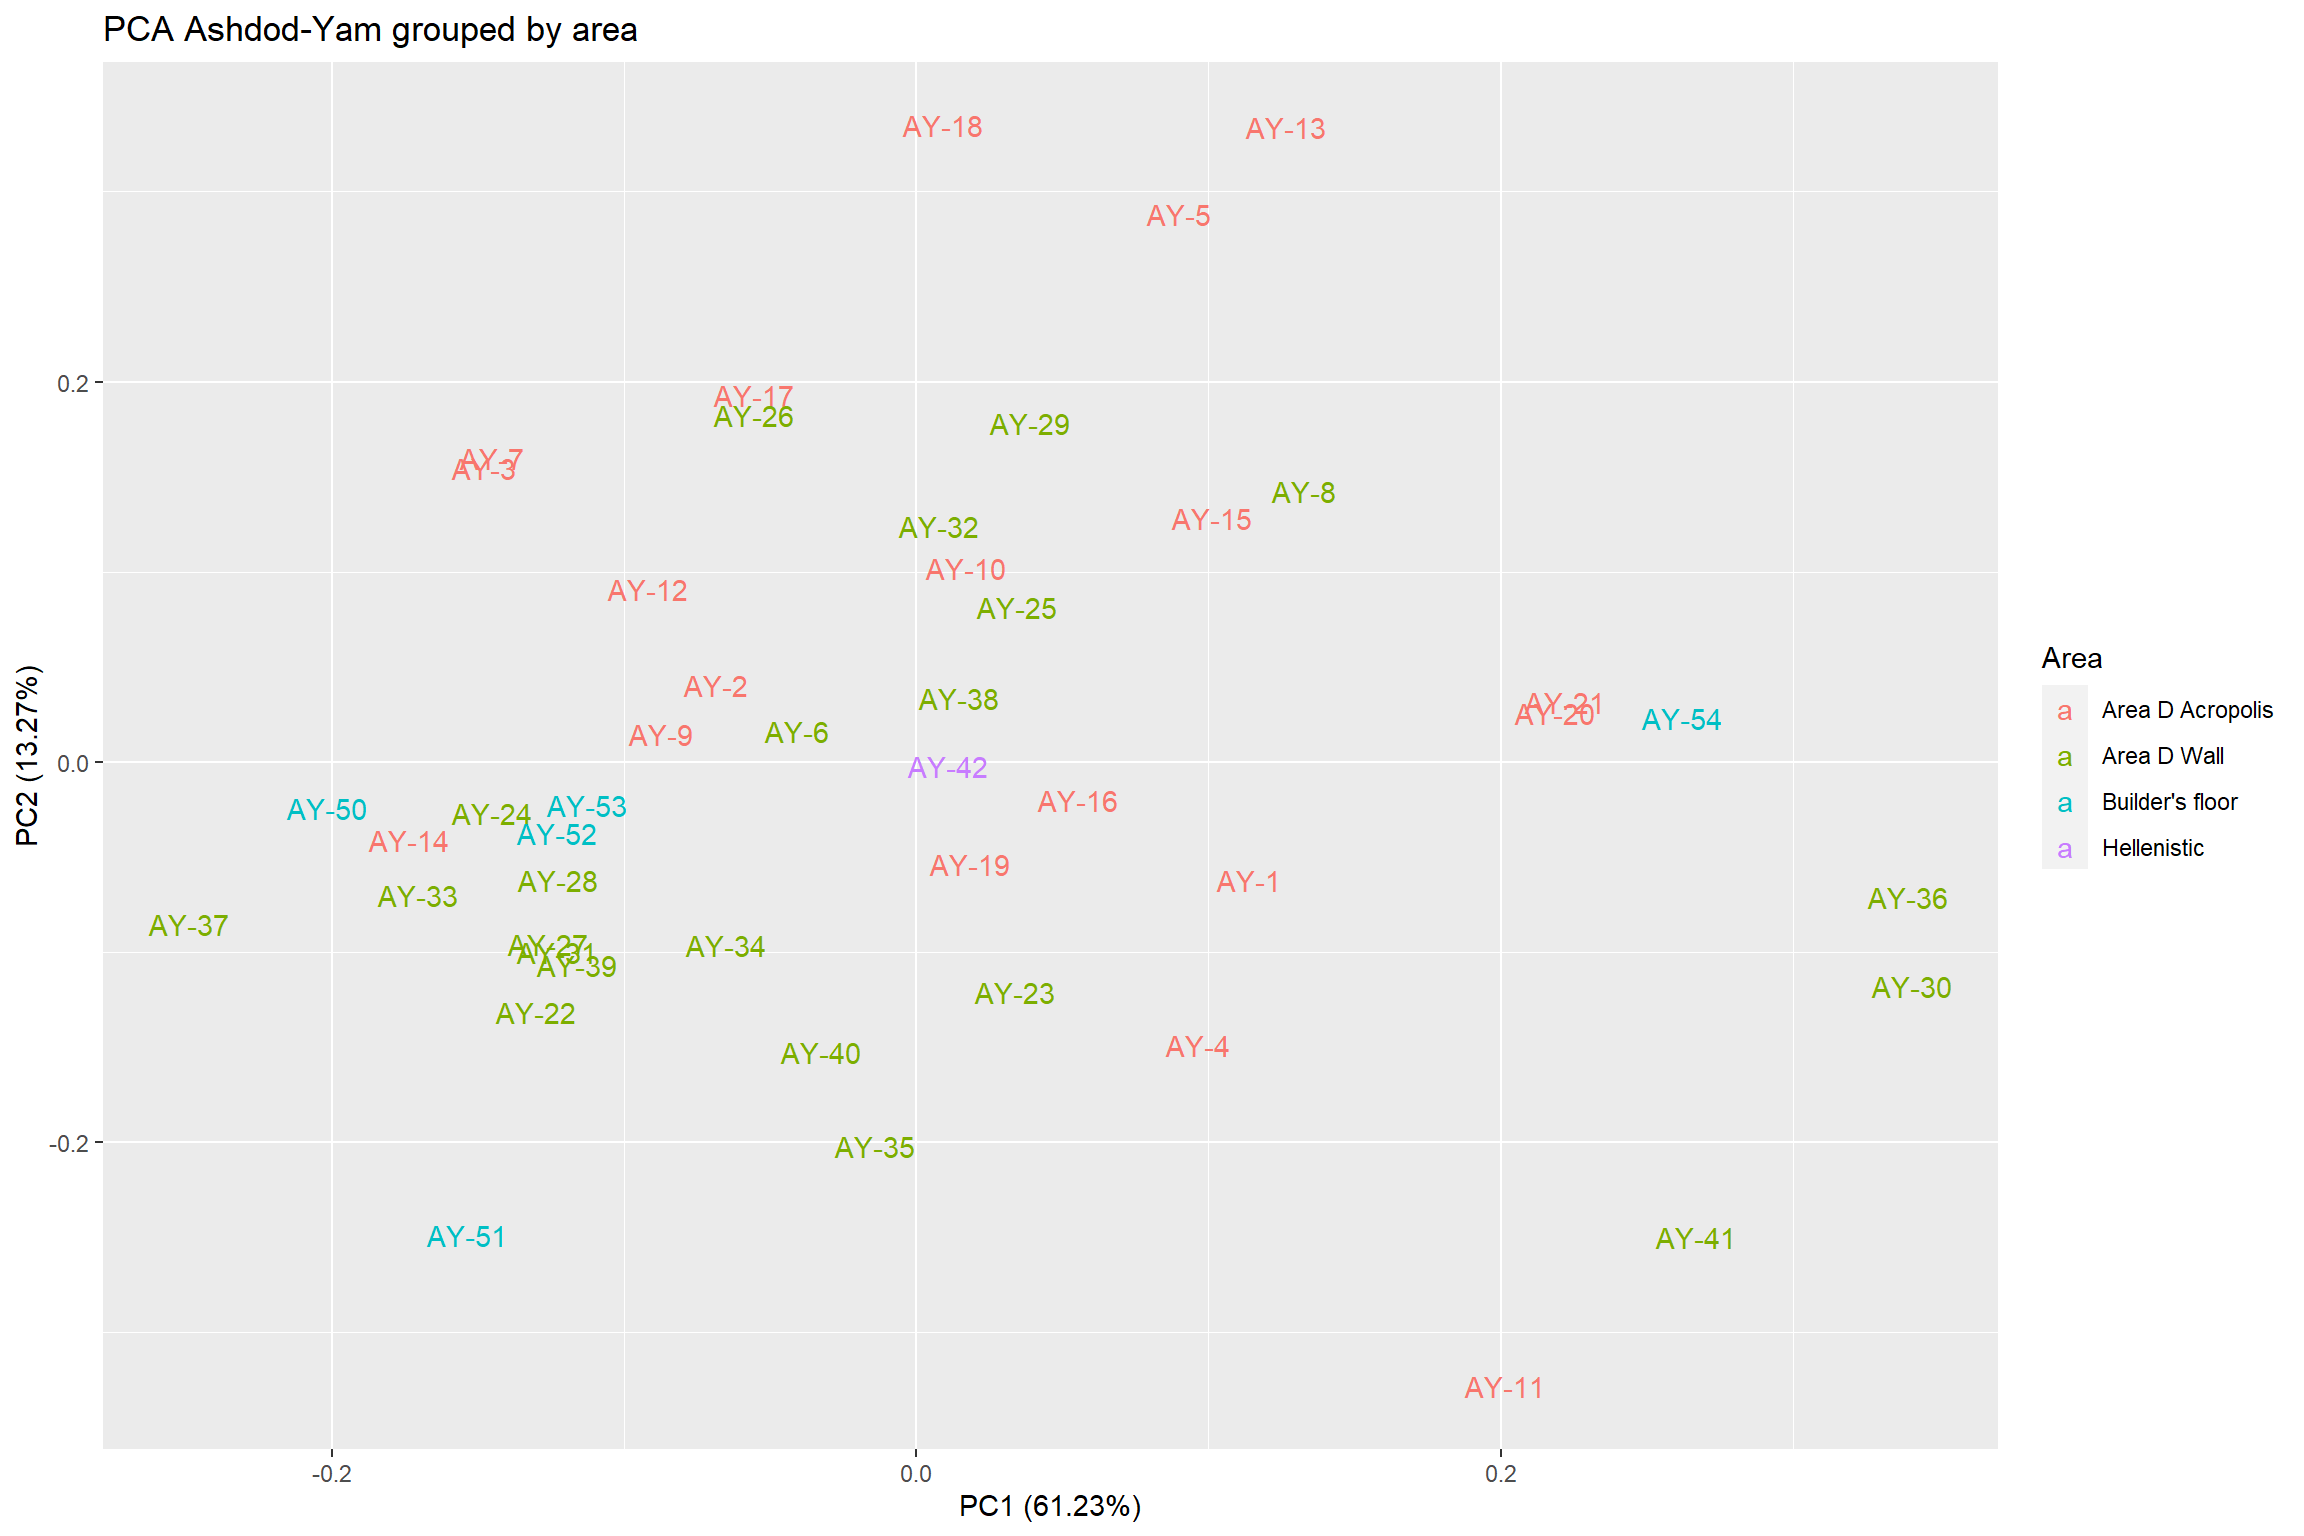 PCA Ashdod-Yam grouped by area
AY-18
AY-13
AY-5
0.2
AY-17
AY-26
AY-29
AY-7
AY-3
AY-8
AY-15
AY-32
AY-10
AY-12
AY-25
AY-2
AY-38
AY-21
AY-20
AY-54
AY-6
AY-9
0.0
AY-42
AY-16
AY-50
AY-24
AY-53
AY-52
AY-14
AY-19
AY-28
AY-1
AY-33
AY-36
AY-37
AY-27
AY-31
AY-39
AY-34
AY-30
AY-23
AY-22
AY-40
AY-4
-0.2
AY-35
AY-51
AY-41
AY-11
-0.2
0.0
0.2
PC1 (61.23%)
PC2 (13.27%)
Area
a Area D Acropolis
a Area D Wall
a Builder's floor
a Hellenistic